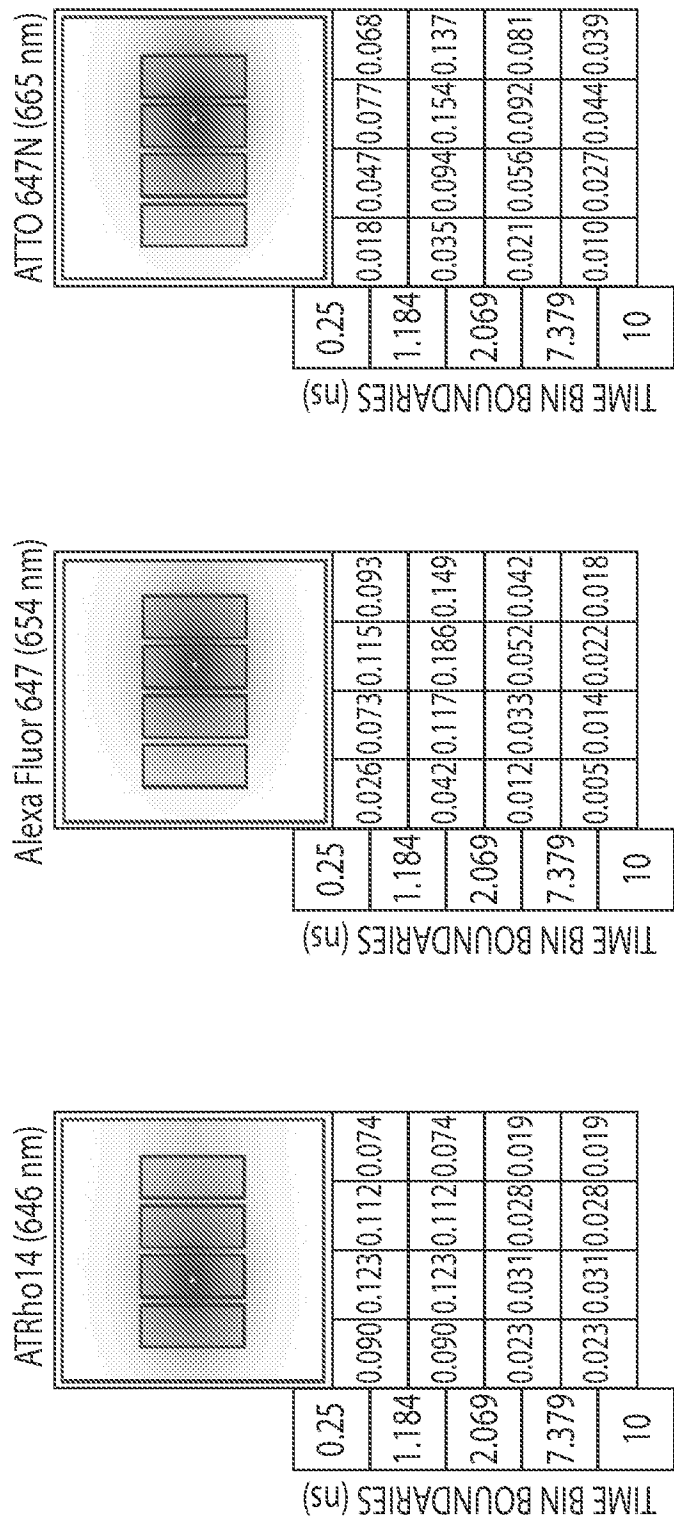 ATRho14 (646 nm)
TIME BIN BOUNDARIES (ns)
0.25
1.184
2.069
7.379
10
0.090 0.123 0.112 0.074
0.090 0.123 0.112 0.074
0.023 0.031 0.028 0.019
0.023 0.031 0.028 0.019
Alexa Fluor 647 (654 nm)
TIME BIN BOUNDARIES (ns)
0.25
1.184
2.069
7.379
10
0.026 0.073 0.115 0.093
0.042 0.117 0.186 0.149
0.012 0.033 0.052 0.042
0.005 0.014 0.022 0.018
ATTO 647N (665 nm)
TIME BIN BOUNDARIES (ns)
0.25
1.184
2.069
7.379
10
0.018 0.047 0.077 0.068
0.035 0.094 0.154 0.137
0.021 0.056 0.092 0.081
0.010 0.027 0.044 0.039